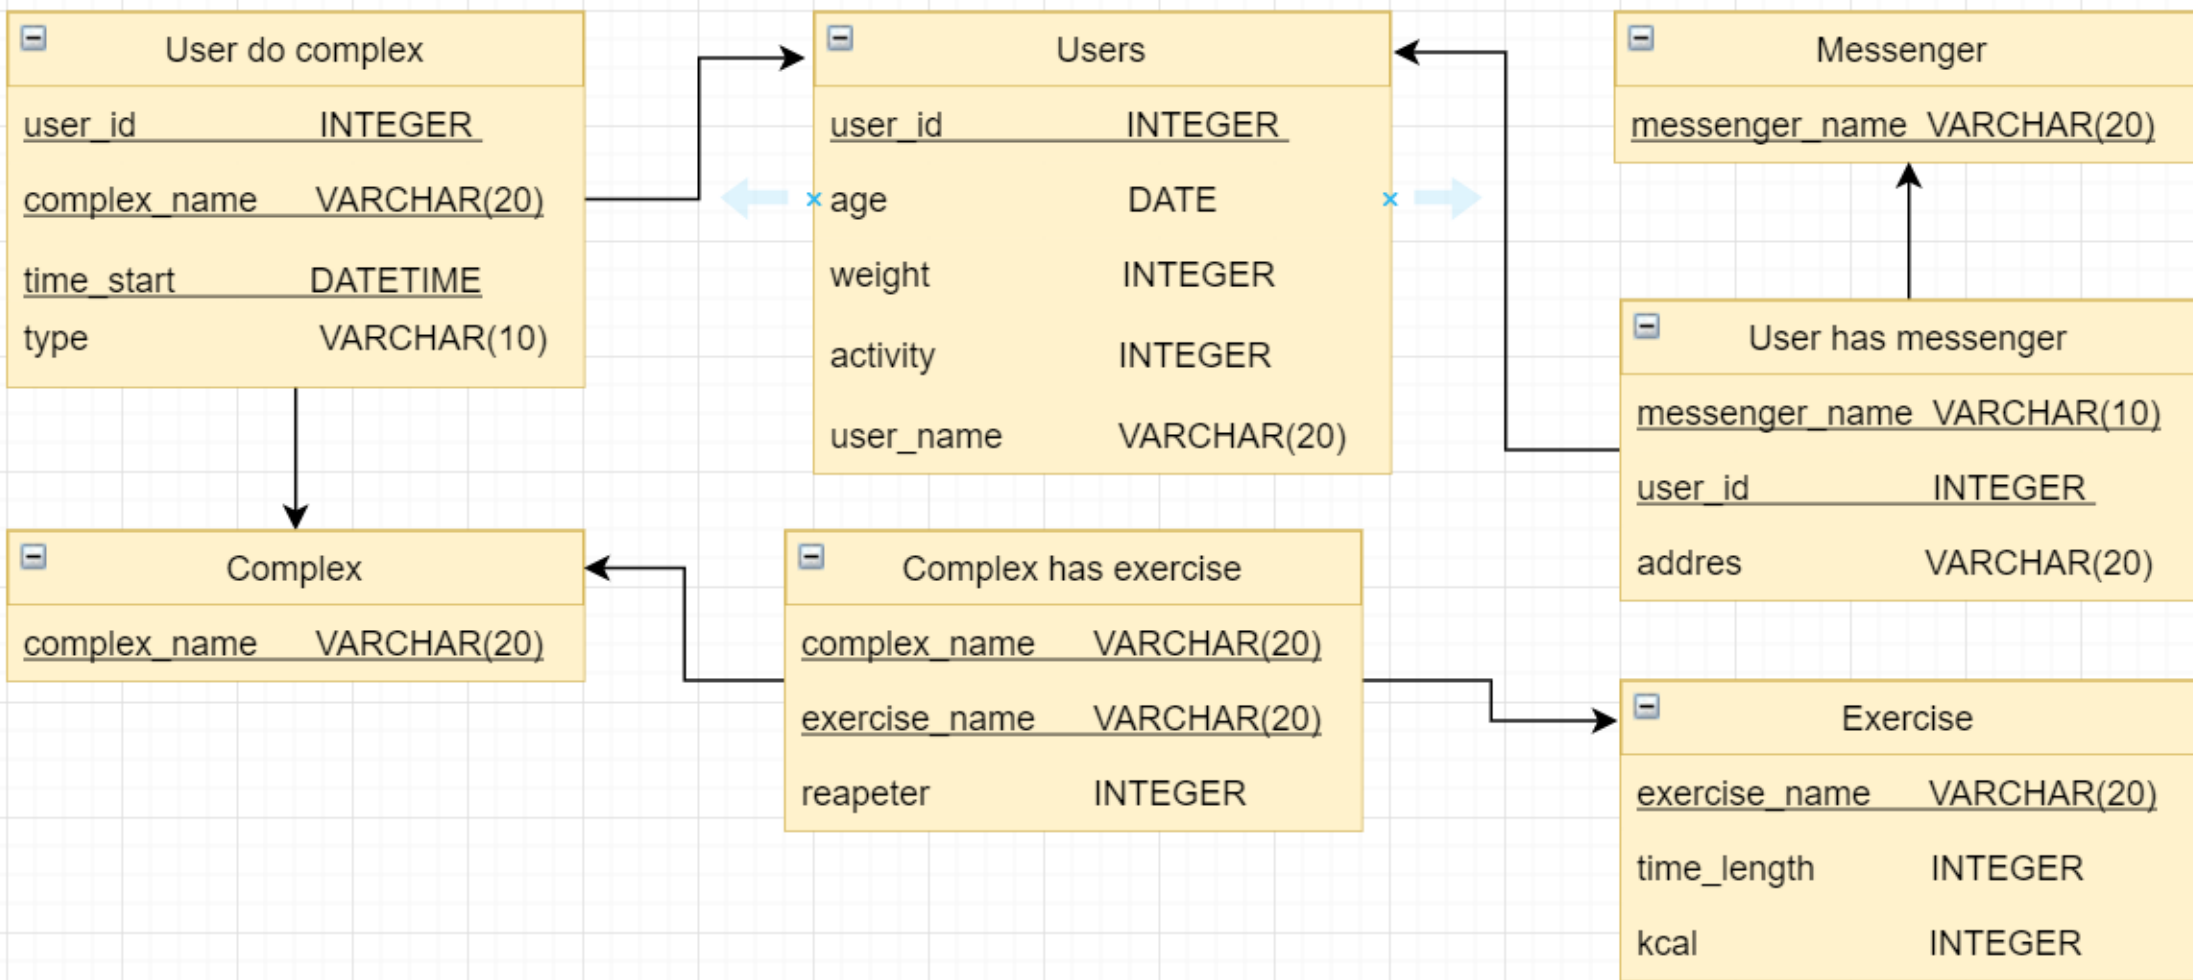 User do complex
user_id INTEGER
complex_name VARCHAR(20)
time_start DATETIME
type VARCHAR(10)
Users
user_id INTEGER
age DATE
weight INTEGER
activity INTEGER
user_name VARCHAR(20)
Messenger
messenger_name VARCHAR(20)
User has messenger
messenger_name VARCHAR(10)
user_id INTEGER
addres VARCHAR(20)
Complex
complex_name VARCHAR(20)
Complex has exercise
complex_name VARCHAR(20)
exercise_name VARCHAR(20)
reapeter INTEGER
Exercise
exercise_name VARCHAR(20)
time_length INTEGER
kcal INTEGER